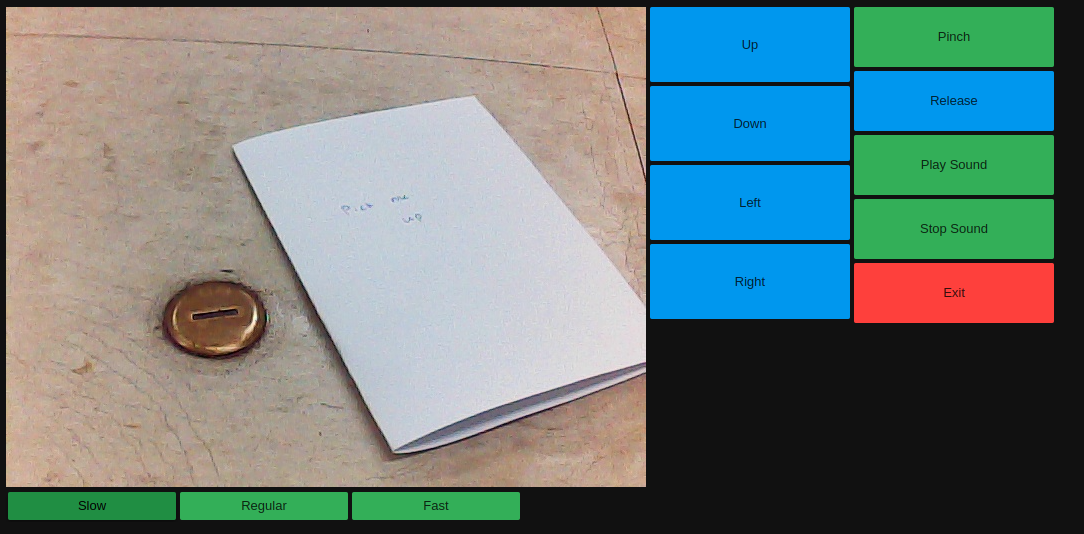 Pick me
up
Up
Down
Left
Right
Pinch
Release
Play Sound
Stop Sound
Exit
Slow
Regular
Fast